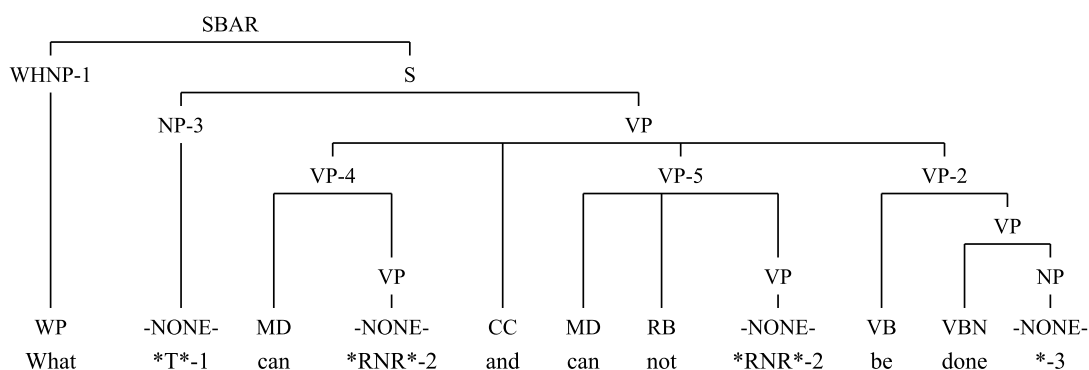 SBAR
WHNP-1 S
NP-3 VP
VP-4 VP-5 VP-2
VP
VP VP NP
WP -NONE- MD -NONE- CC MD RB -NONE- VB VBN -NONE-
What *T*-1 can *RNR*-2 and can not *RNR*-2 be done *-3